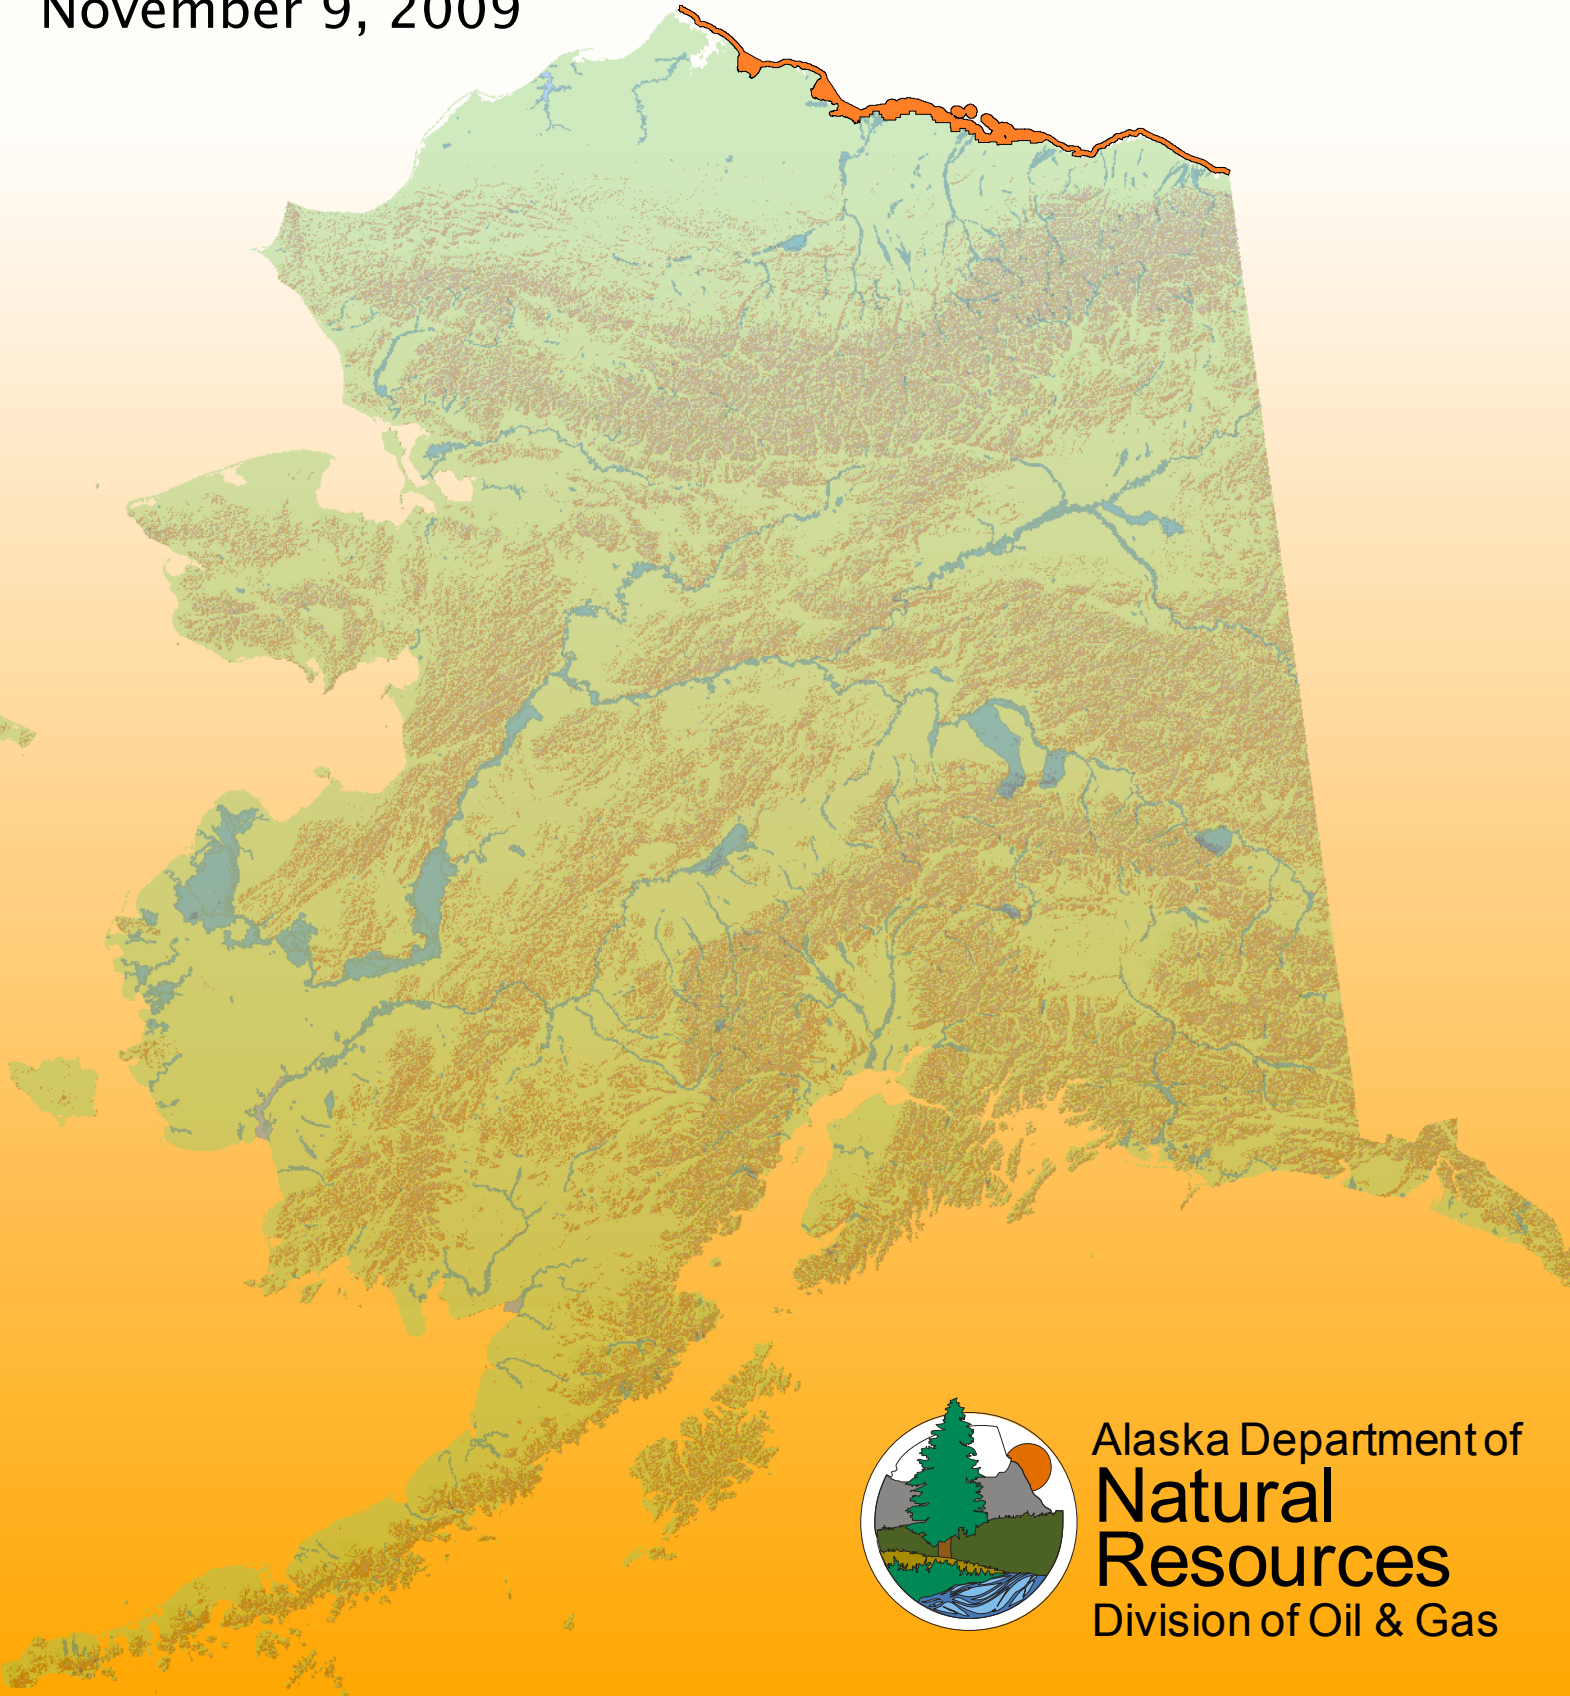 November 9, 2009
Alaska Department of
Natural
Resources
Division of Oil & Gas